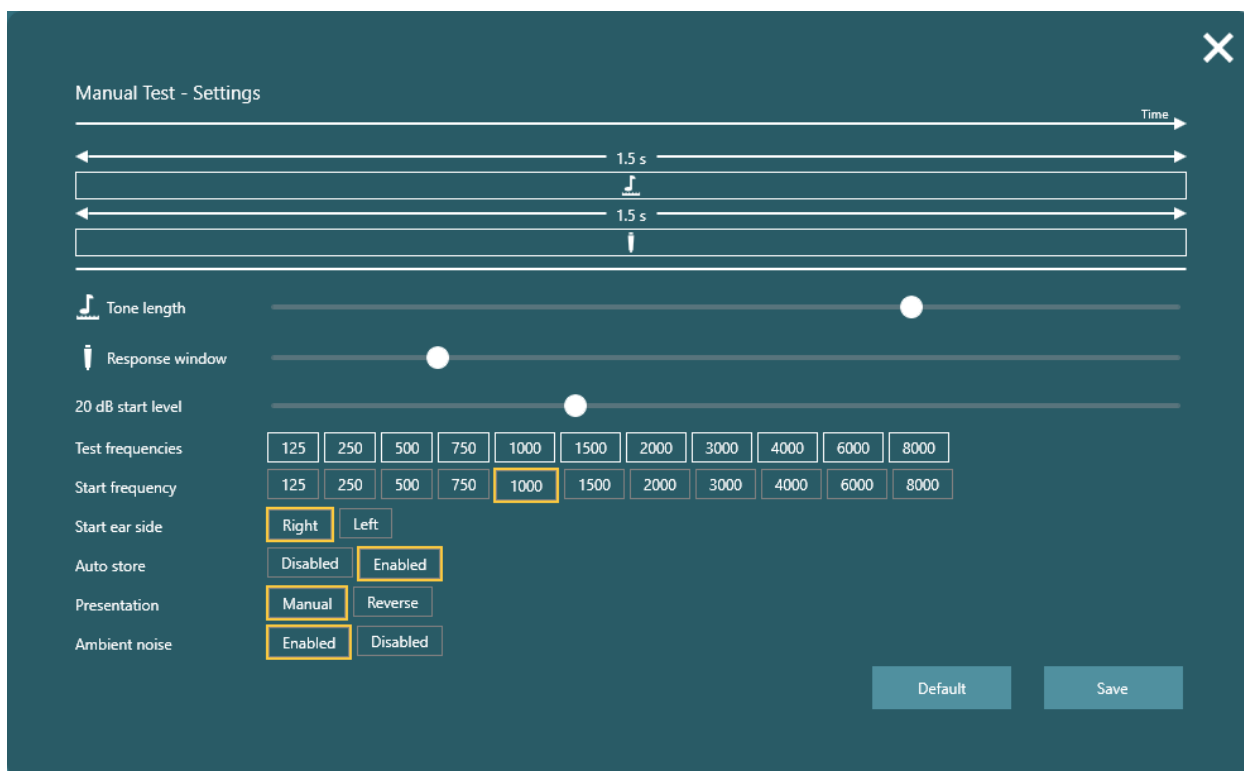 Manual Test - Settings
Time
1.5 s
1.5 s
Tone length
Response window
20 dB start level
Test frequencies 125 250 500 750 1000 1500 2000 3000 4000 6000 8000
Start frequency 125 250 500 750 1000 1500 2000 3000 4000 6000 8000
Start ear side Right Left
Auto store Disabled Enabled
Presentation Manual Reverse
Ambient noise Enabled Disabled
Default Save